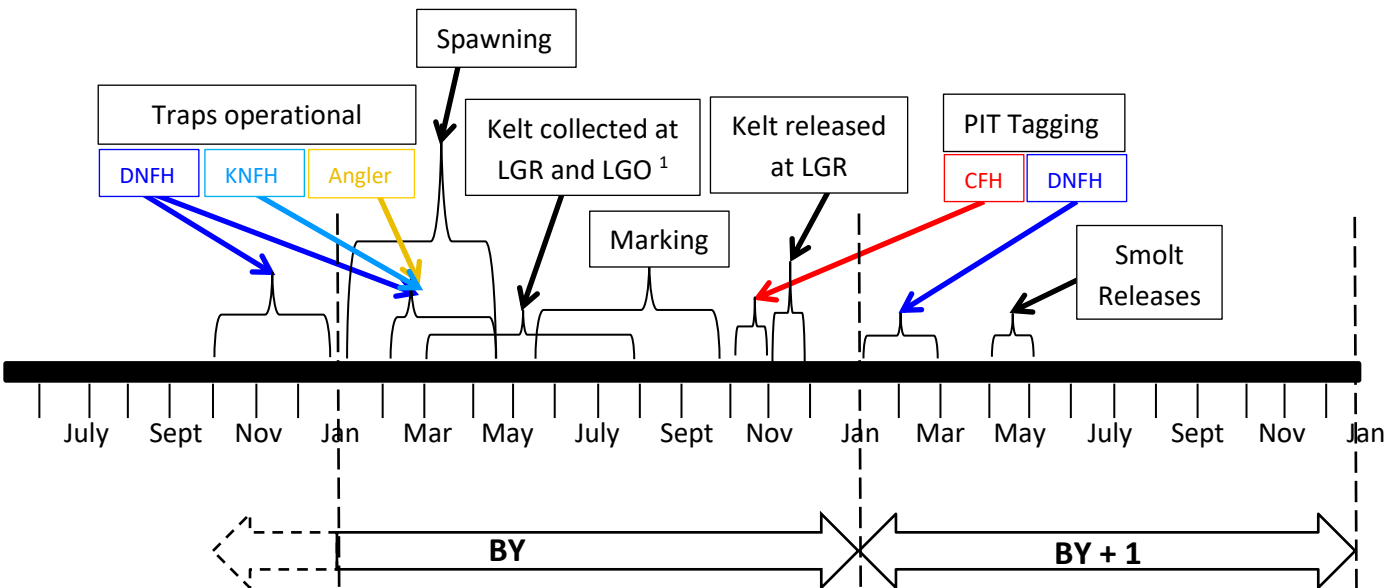 Spawning
Traps operational
DNFH
KNFH
Angler
Kelt collected at
LGR and LGO 1
Kelt released
at LGR
PIT Tagging
CFH
DNFH
Marking
Smolt
Releases
July Sept Nov Jan Mar May July Sept Nov Jan Mar May July Sept Nov Jan
BY
BY + 1